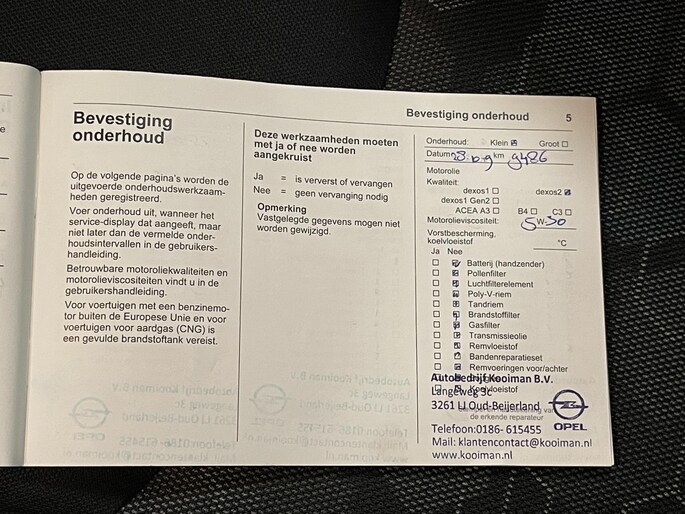 Bevestiging onderhoud
5
Bevestiging
onderhoud
Op de volgende pagina's worden de
uitgevoerde onderhoudswerkzaam-
heden geregistreerd.
Voer onderhoud uit, wanneer het
service-display dat aangeeft, maar
niet later dan de vermelde onder-
houdsintervallen in de gebruikers-
handleiding.
Betrouwbare motoroliekwaliteiten en
motorolieviscositeiten vindt u in de
gebruikershandleiding.
Voor voertuigen met een benzinemo-
tor buiten de Europese Unie en voor
voertuigen voor aardgas (CNG) is
een gevulde brandstoftank vereist.
Deze werkzaamheden moeten
met ja of nee worden
aangekruist
Ja = is ververst of vervangen
Nee = geen vervanging nodig
Opmerking
Vastgelegde gegevens mogen niet
worden gewijzigd.
Onderhoud: Klein Groot
Datum km 9486
Motorolie
Kwaliteit:
dexos1 dexos2
dexos1 Gen2
ACEA A3 B4 C3
Motorolieviscositeit: 5W-30
Vorstbescherming.
koelvloeistof °C
Ja Nee
Batterij (handzender)
Pollenfilter
Luchtfilterelement
Poly-V-riem
Tandriem
Brandstoffilter
Gasfilter
Transmissieolie
Remvloeistof
Bandenreparatieset
Remvoeringen voor/achter
Autobedrijf Kooiman B.V.
Koelvloeistof
Langeweg 3c
3261 LJ Oud-Beijerland
de erkende reparateur
OPEL
Telefoon:0186- 615455
Mail: klantencontact@kooiman.nl
www.kooiman.nl